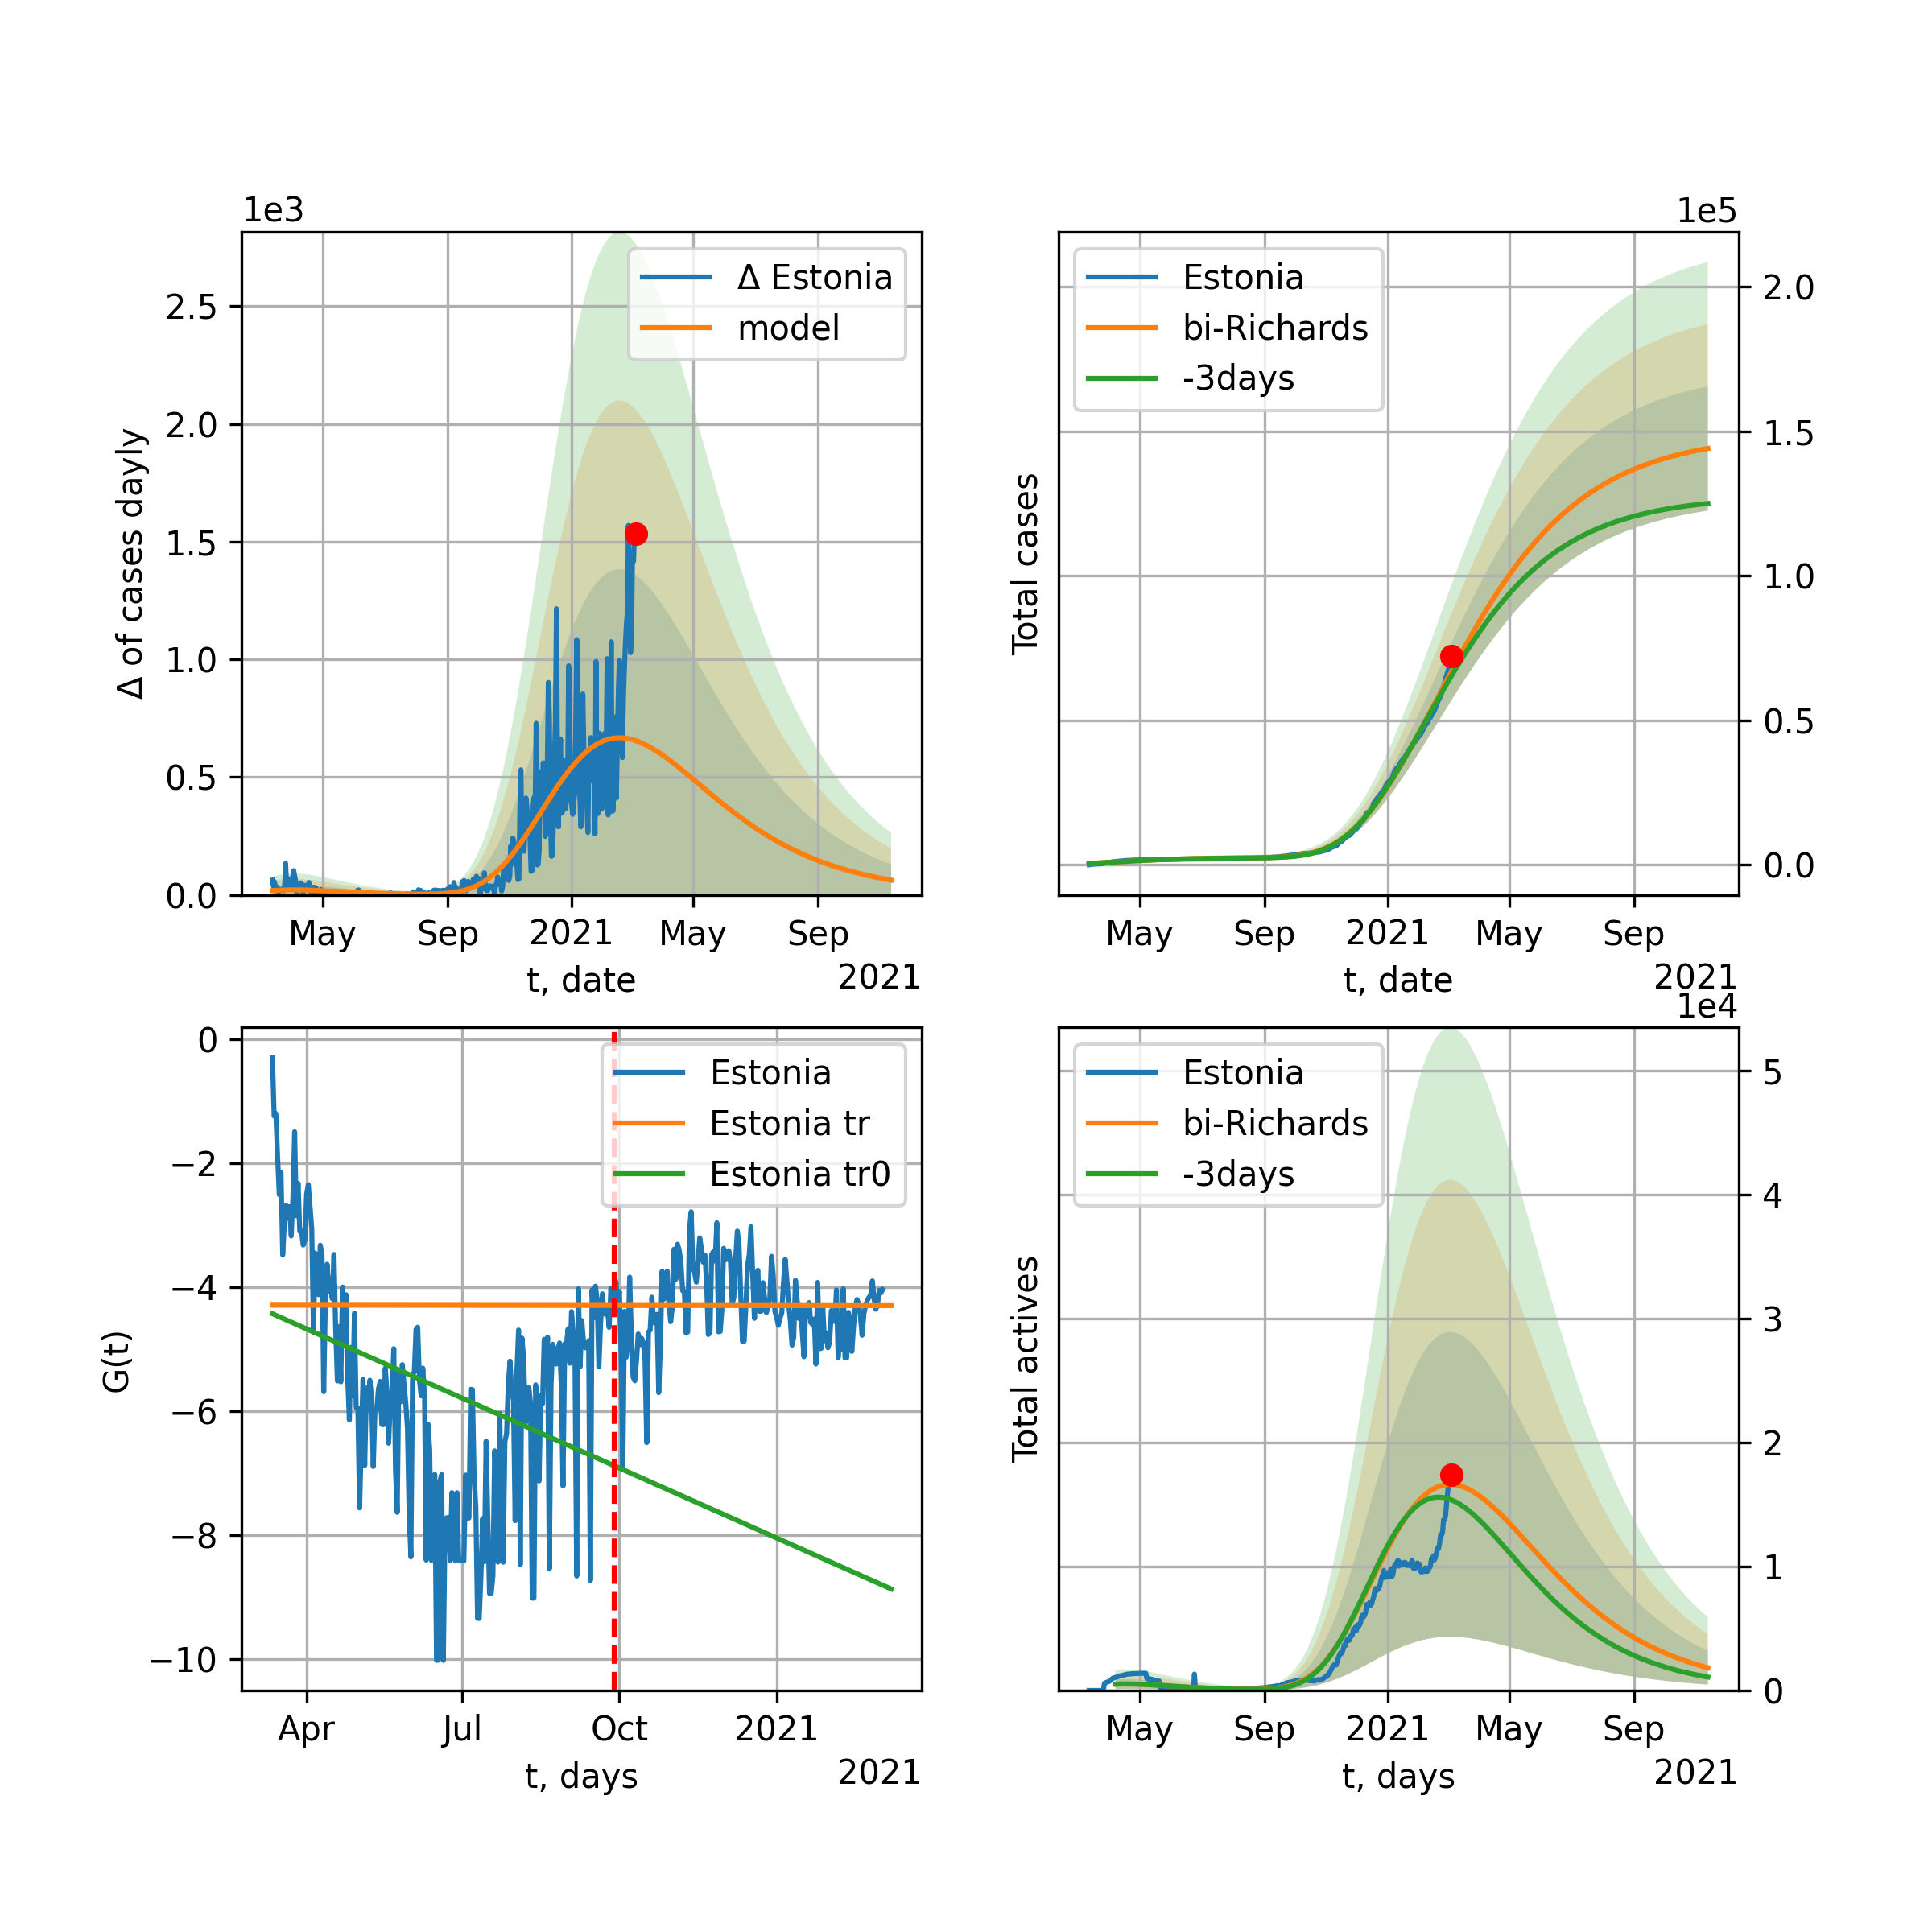 1e3
2.5
2.0
1.5
1.0
0.5
0.0
Δ of cases dayly
Δ Estonia
model
May Sep 2021 May Sep
t, date
2021
1e5
Total cases
Estonia
bi-Richards
-3days
2.0
1.5
1.0
0.5
0.0
May Sep 2021 May Sep
t, date
2021
0
−2
−4
−6
−8
−10
G(t)
Estonia
Estonia tr
Estonia tr0
Apr Jul Oct 2021
t, days
2021
1e4
Total actives
Estonia
bi-Richards
-3days
5
4
3
2
1
0
May Sep 2021 May Sep
t, days
2021